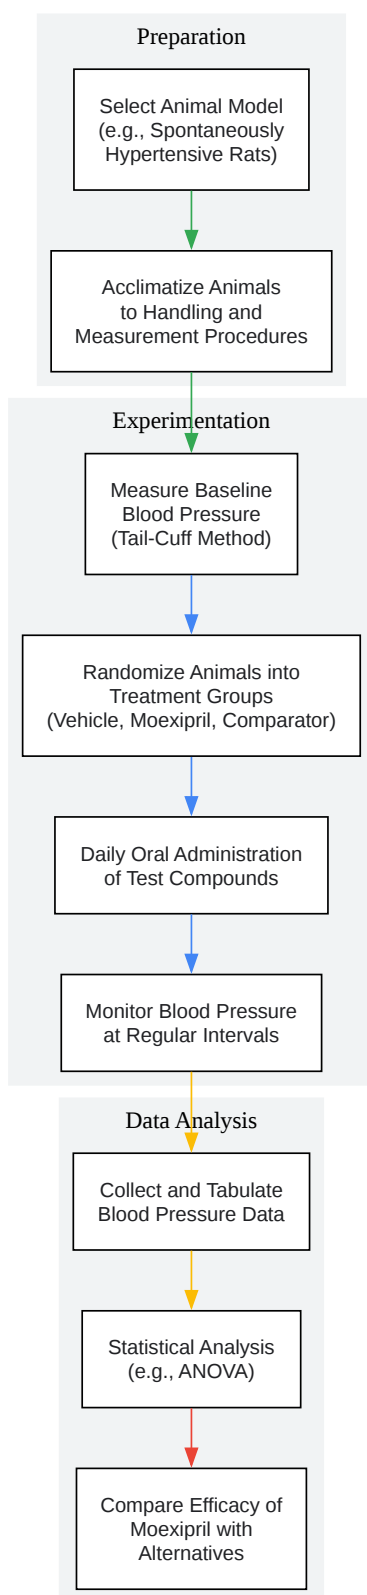 Preparation
Select Animal Model
(e.g., Spontaneously
Hypertensive Rats)
Acclimatize Animals
to Handling and
Measurement Procedures
Experimentation
Measure Baseline
Blood Pressure
(Tail-Cuff Method)
Randomize Animals into
Treatment Groups
(Vehicle, Moexipril, Comparator)
Daily Oral Administration
of Test Compounds
Monitor Blood Pressure
at Regular Intervals
Data Analysis
Collect and Tabulate
Blood Pressure Data
Statistical Analysis
(e.g., ANOVA)
Compare Efficacy of
Moexipril with
Alternatives